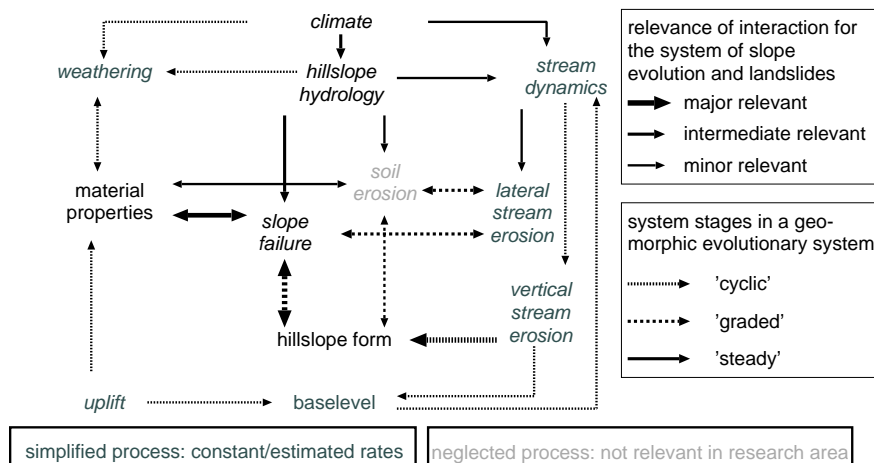 climate
weathering
hillslope
hydrology
stream
dynamics
material
properties
soil
erosion
slope
failure
lateral
stream
erosion
vertical
stream
erosion
hillslope form
uplift
baselevel
relevance of interaction for
the system of slope
evolution and landslides
major relevant
intermediate relevant
minor relevant
system stages in a geo-
morphic evolutionary system
'cyclic'
'graded'
'steady'
simplified process: constant/estimated rates
neglected process: not relevant in research area